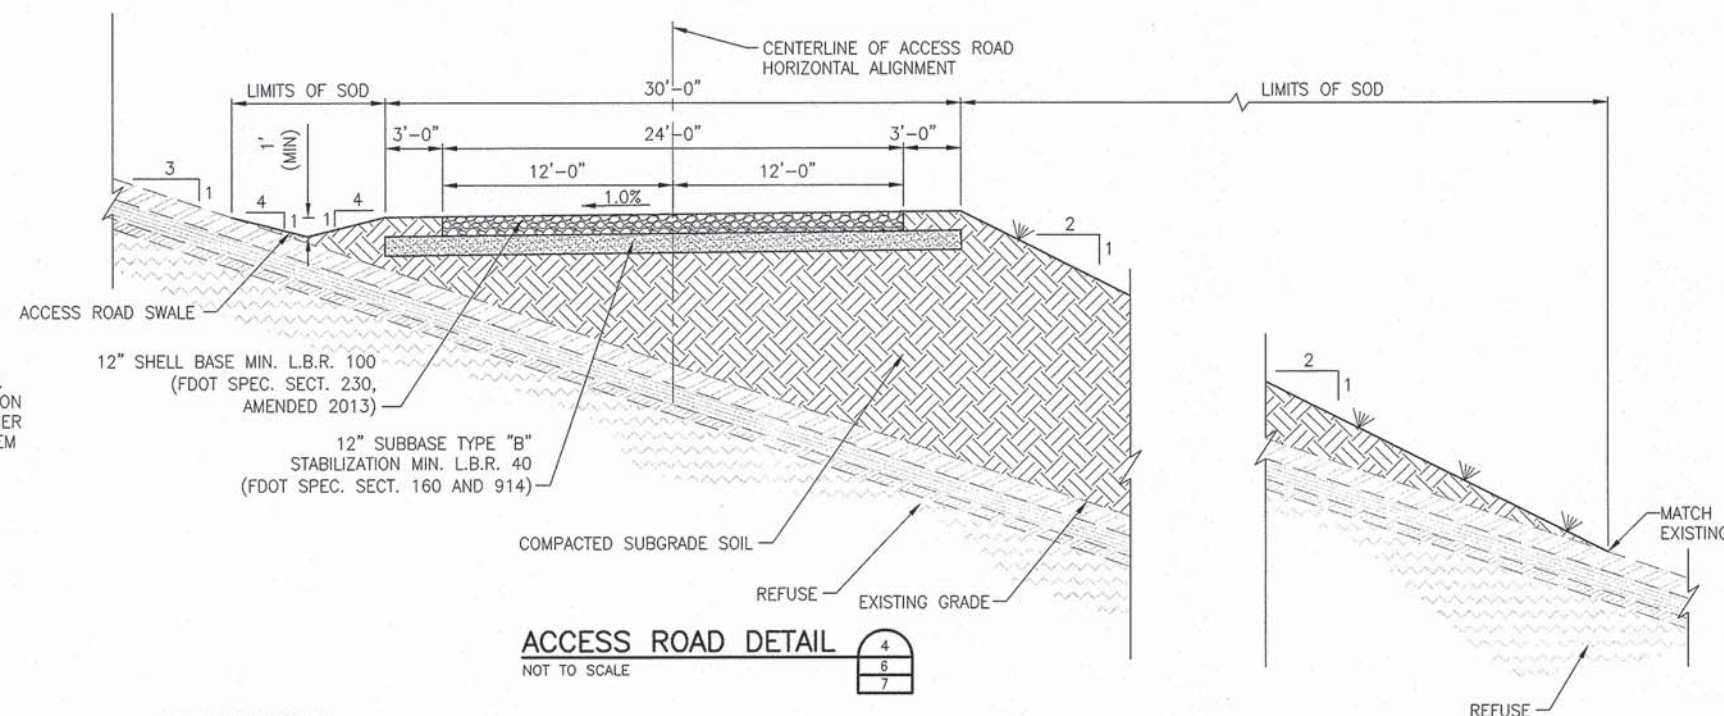 CENTERLINE OF ACCESS ROAD
HORIZONTAL ALIGNMENT
LIMITS OF SOD
30'-0"
LIMITS OF SOD
3'-0"
24'-0"
3'-0"
1'
(MIN)
12'-0"
12'-0"
3
1
4
1
1
4
1.0%
2
1
ACCESS ROAD SWALE
12" SHELL BASE MIN. L.B.R. 100
(FDOT SPEC. SECT. 230,
AMENDED 2013)
ON
ER
EM
12" SUBBASE TYPE "B"
STABILIZATION MIN. L.B.R. 40
(FDOT SPEC. SECT. 160 AND 914)
2
1
COMPACTED SUBGRADE SOIL
MATCH
EXISTING
REFUSE
EXISTING GRADE
ACCESS ROAD DETAIL
NOT TO SCALE
4
6
7
REFUSE